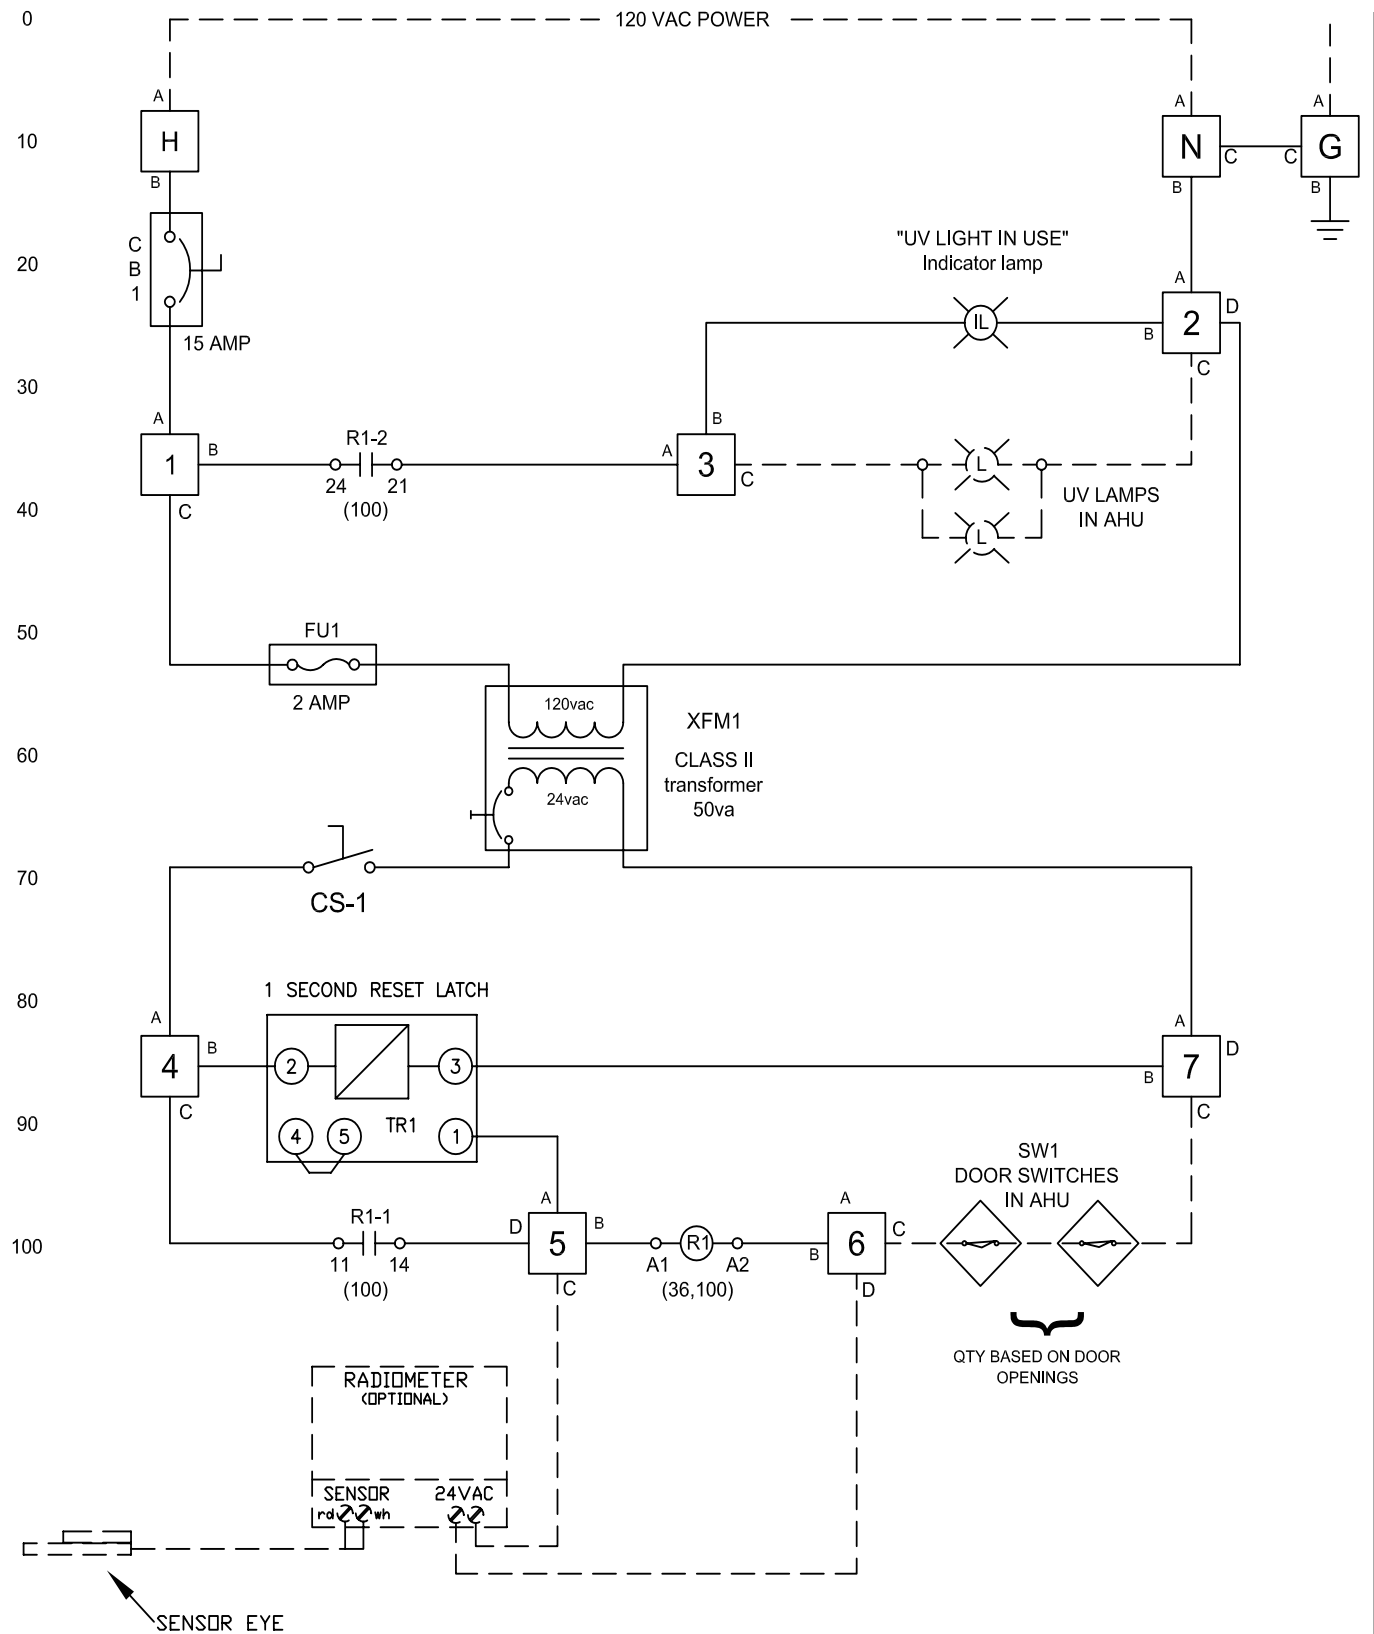 0
120 VAC POWER
A
A
A
10
H
N
C
C
G
B
B
B
C
B
1
20
"UV LIGHT IN USE"
Indicator lamp
A
D
IL
B
2
15 AMP
C
30
A
B
R1-2
B
A
1
3
L
24
21
C
(100)
C
40
UV LAMPS
IN AHU
L
50
FU1
2 AMP
120vac
XFM1
60
CLASS II
transformer
50va
24vac
70
CS-1
80
1 SECOND RESET LATCH
A
A
B
D
4
2
3
B
7
C
C
90
4
5
TR1
1
SW1
DOOR SWITCHES
IN AHU
A
A
R1-1
D
B
C
100
5
R1
6
B
11
14
A1
A2
(100)
C
(36,100)
D
QTY BASED ON DOOR
OPENINGS
RADIOMETER
(OPTIONAL)
SENSOR
24VAC
rd
wh
SENSOR EYE